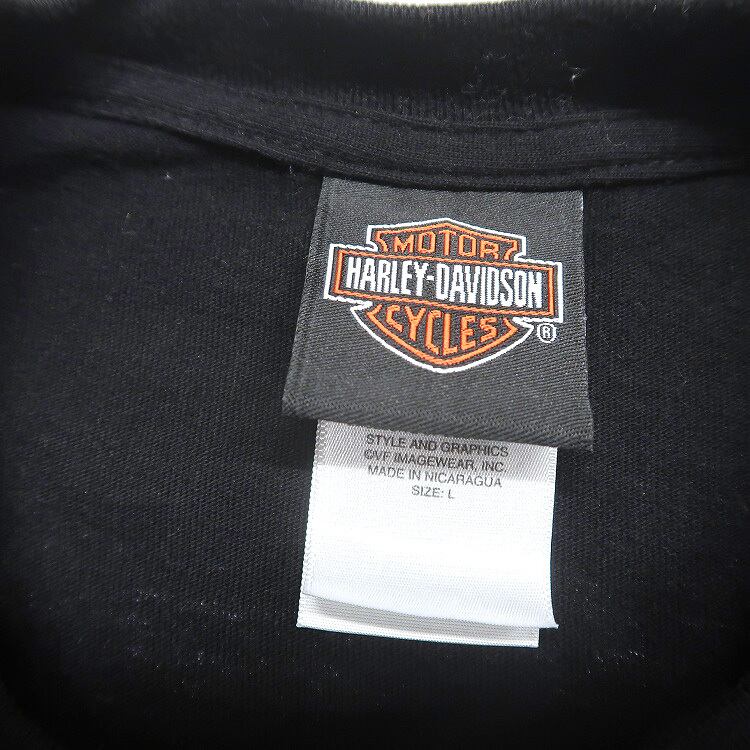 MOTOR
HARLEY-DAVIDSON
CYCLES
®
STYLE AND GRAPHICS
©VF IMAGEWEAR, INC.
MADE IN NICARAGUA
SIZE: L